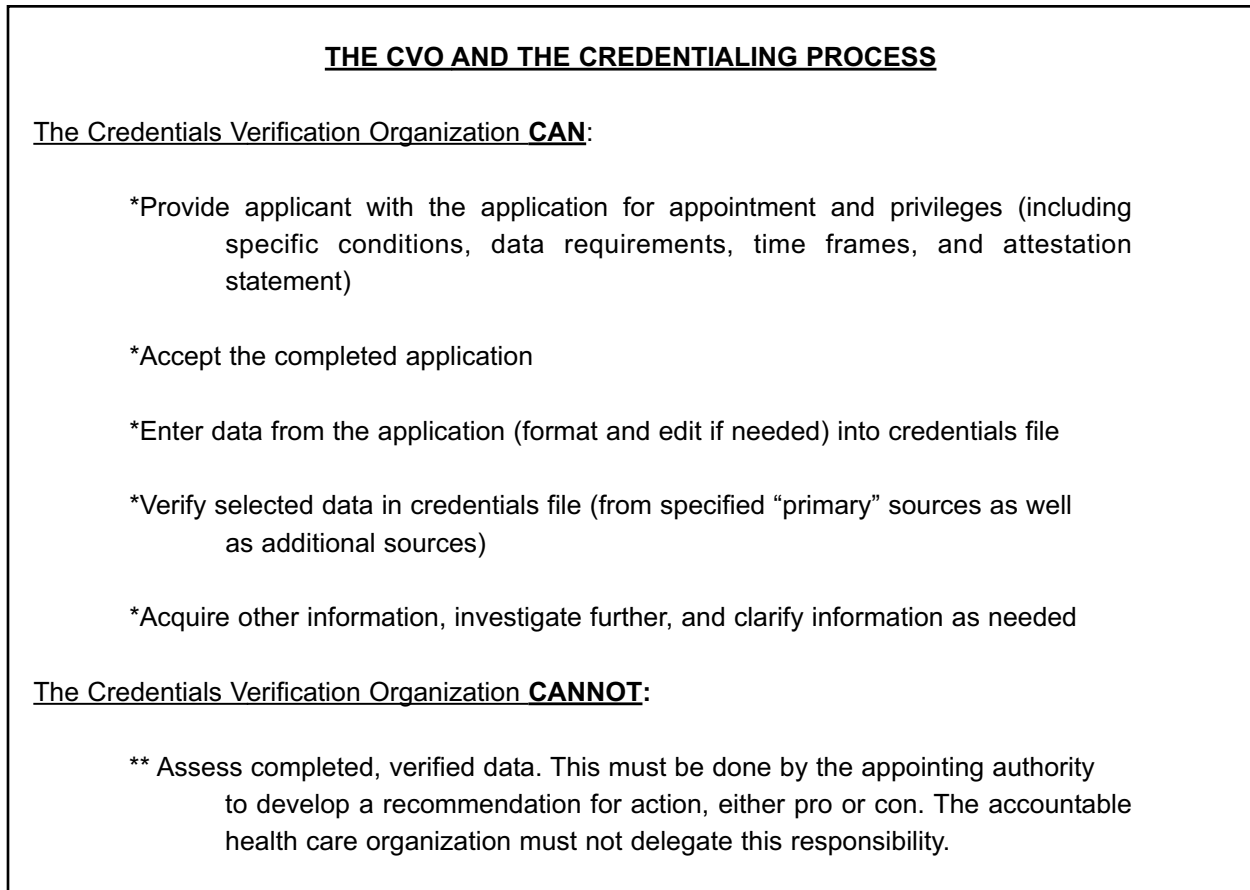 THE CVO AND THE CREDENTIALING PROCESS
The Credentials Verification Organization CAN:
*Provide applicant with the application for appointment and privileges (including
specific conditions, data requirements, time frames, and attestation
statement)
*Accept the completed application
*Enter data from the application (format and edit if needed) into credentials file
*Verify selected data in credentials file (from specified “primary” sources as well
as additional sources)
*Acquire other information, investigate further, and clarify information as needed
The Credentials Verification Organization CANNOT:
** Assess completed, verified data. This must be done by the appointing authority
to develop a recommendation for action, either pro or con. The accountable
health care organization must not delegate this responsibility.